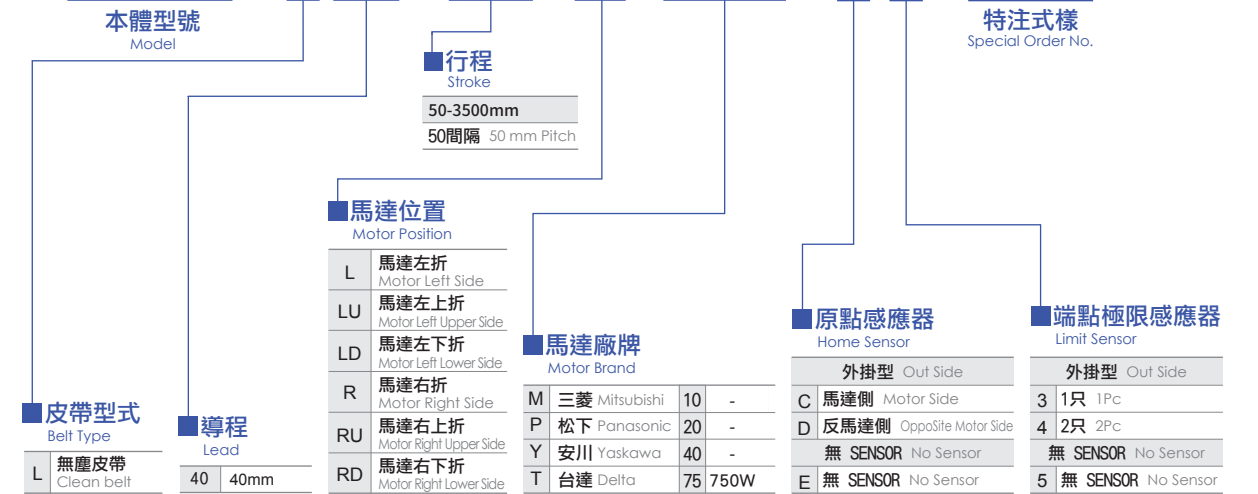 本體型號
Model
特注式樣
Special Order No.
行程
Stroke
50-3500mm
50間隔 50 mm Pitch
馬達位置
Motor Position
L 馬達左折
Motor Left Side
LU 馬達左上折
Motor Left Upper Side
LD 馬達左下折
Motor Left Lower Side
R 馬達右折
Motor Right Side
RU 馬達右上折
Motor Right Upper Side
RD 馬達右下折
Motor Right Lower Side
皮帶型式
Belt Type
L 無塵皮帶
Clean belt
導程
Lead
40 40mm
馬達廠牌
Motor Brand
M 三菱 Mitsubishi 10 -
P 松下 Panasonic 20 -
Y 安川 Yaskawa 40 -
T 台達 Delta 75 750W
原點感應器
Home Sensor
外掛型 Out Side
C 馬達側 Motor Side
D 反馬達側 OppoSite Motor Side
無 SENSOR No Sensor
E 無 SENSOR No Sensor
端點極限感應器
Limit Sensor
外掛型 Out Side
3 1只 1Pc
4 2只 2Pc
無 SENSOR No Sensor
5 無 SENSOR No Sensor